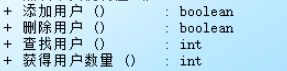 + 添加用户 () : boolean
+ 删除用户 () : boolean
+ 查找用户 () : int
+ 获得用户数量 () : int